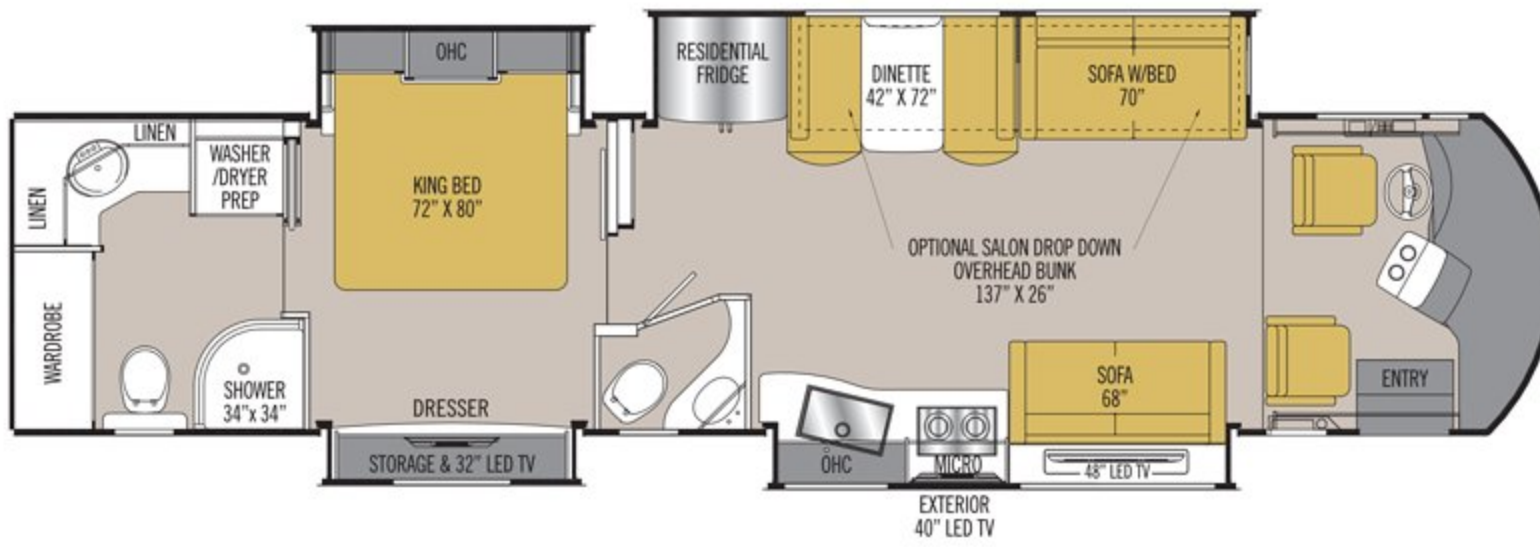 OHC
RESIDENTIAL
FRIDGE
DINETTE
42" X 72"
SOFA W/BED
70"
LINEN
WASHER
/DRYER
PREP
LINEN
KING BED
72" X 80"
OPTIONAL SALON DROP DOWN
OVERHEAD BUNK
137" X 26"
WARDROBE
SHOWER
34"x 34"
DRESSER
STORAGE & 32" LED TV
SOFA
68"
ENTRY
OHC
MICRO
48" LED TV
EXTERIOR
40" LED TV